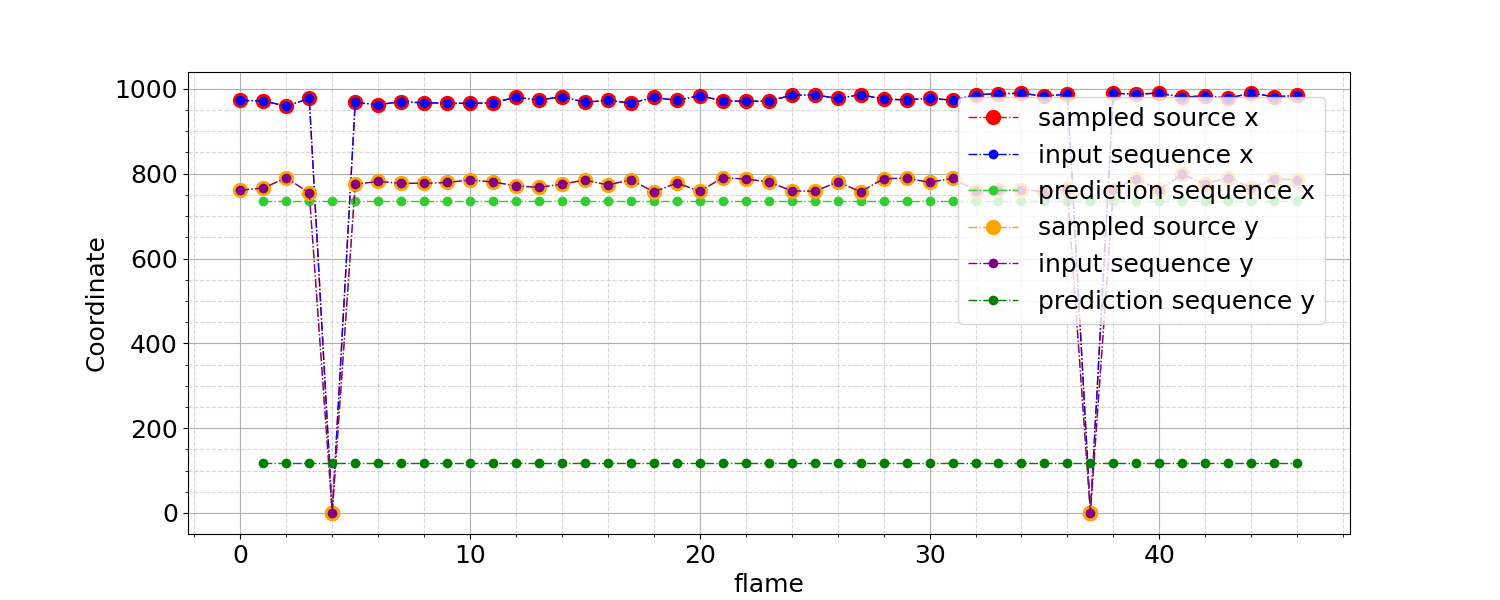 1000
800
600
400
200
0
Coordinate
sampled source x
input sequence x
prediction sequence x
sampled source y
input sequence y
prediction sequence y
0 10 20 30 40
flame